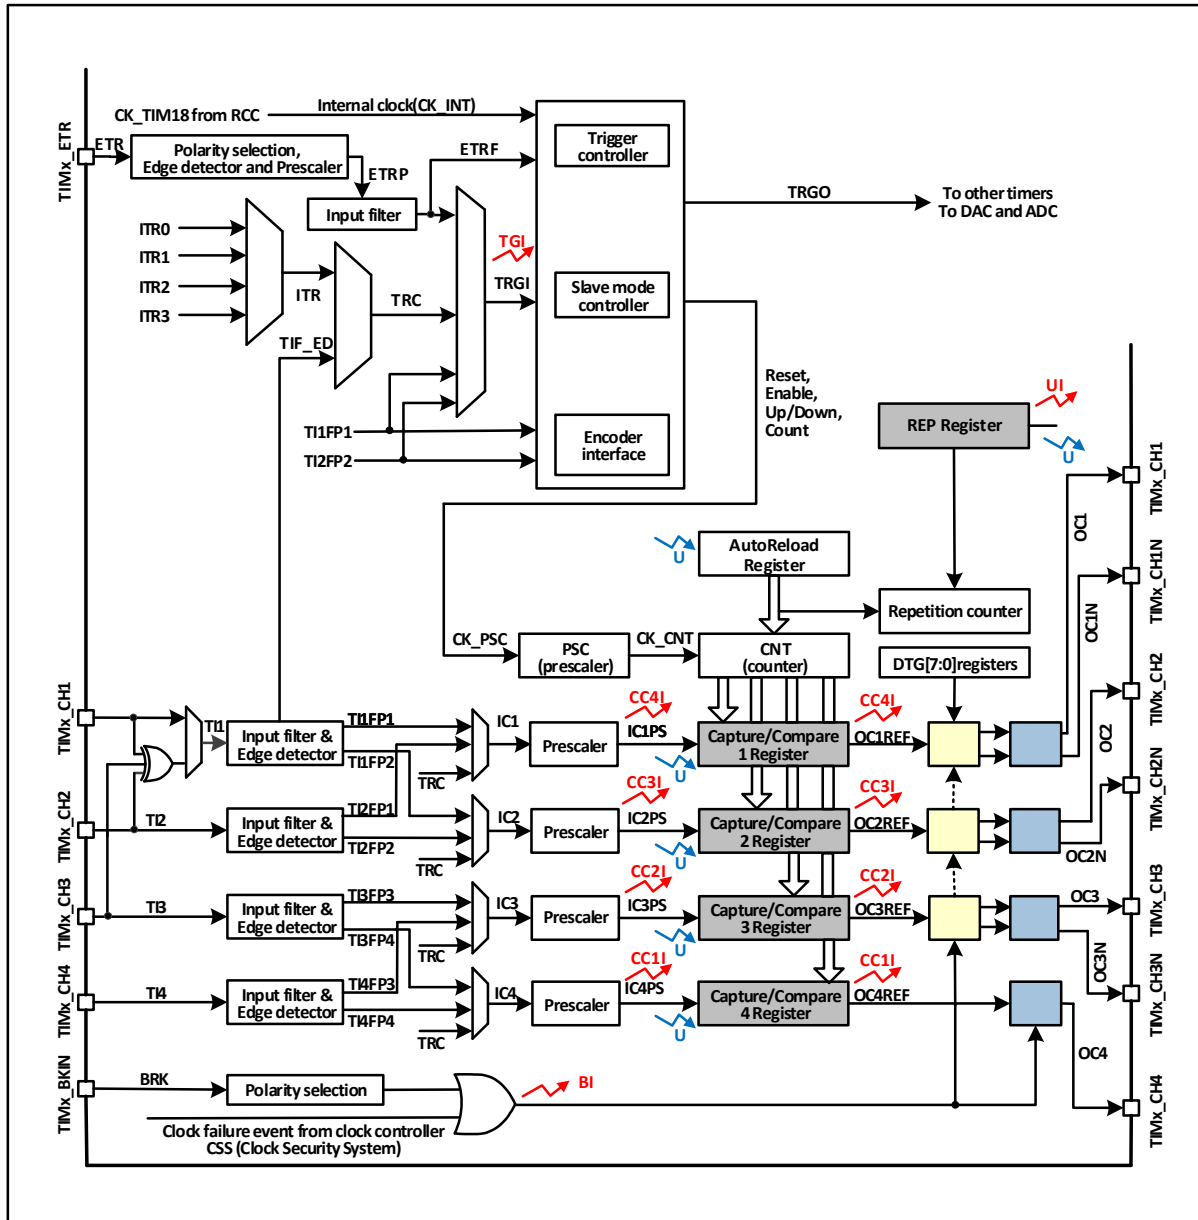 CK_TIM18 from RCC
Internal clock(CK_INT)
TIMx_ETR
ETR
Polarity selection,
Edge detector and Prescaler
ETRP
Input filter
ETRF
Trigger
controller
TRGO
To other timers
To DAC and ADC
ITR0
ITR1
ITR2
ITR3
ITR
TRC
TGI
TRGI
Slave mode
controller
TIF_ED
TI1FP1
TI2FP2
Encoder
interface
Reset,
Enable,
Up/Down,
Count
REP Register
UI
U
TIMx_CH1
OC1
U
AutoReload
Register
Repetition counter
TIMx_CH1N
OC1N
CK_PSC
PSC
(prescaler)
CK_CNT
CNT
(counter)
DTG[7:0]registers
TIMx_CH2
OC2
TIMx_CH1
TI1
Input filter &
Edge detector
TI1FP1
TI1FP2
TRC
IC1
Prescaler
CC4I
IC1PS
U
Capture/Compare
1 Register
CC4I
OC1REF
TIMx_CH2N
OC2N
TIMx_CH2
TI2
Input filter &
Edge detector
TI2FP1
TI2FP2
TRC
IC2
Prescaler
CC3I
IC2PS
U
Capture/Compare
2 Register
CC3I
OC2REF
TIMx_CH3
OC3
TIMx_CH3
TI3
Input filter &
Edge detector
TI3FP3
TI3FP4
TRC
IC3
Prescaler
CC2I
IC3PS
U
Capture/Compare
3 Register
CC2I
OC3REF
TIMx_CH3N
OC3N
TIMx_CH4
TI4
Input filter &
Edge detector
TI4FP3
TI4FP4
TRC
IC4
Prescaler
CC1I
IC4PS
U
Capture/Compare
4 Register
CC1I
OC4REF
OC4
TIMx_CH4
TIMx_BKIN
BRK
Polarity selection
BI
Clock failure event from clock controller
CSS (Clock Security System)